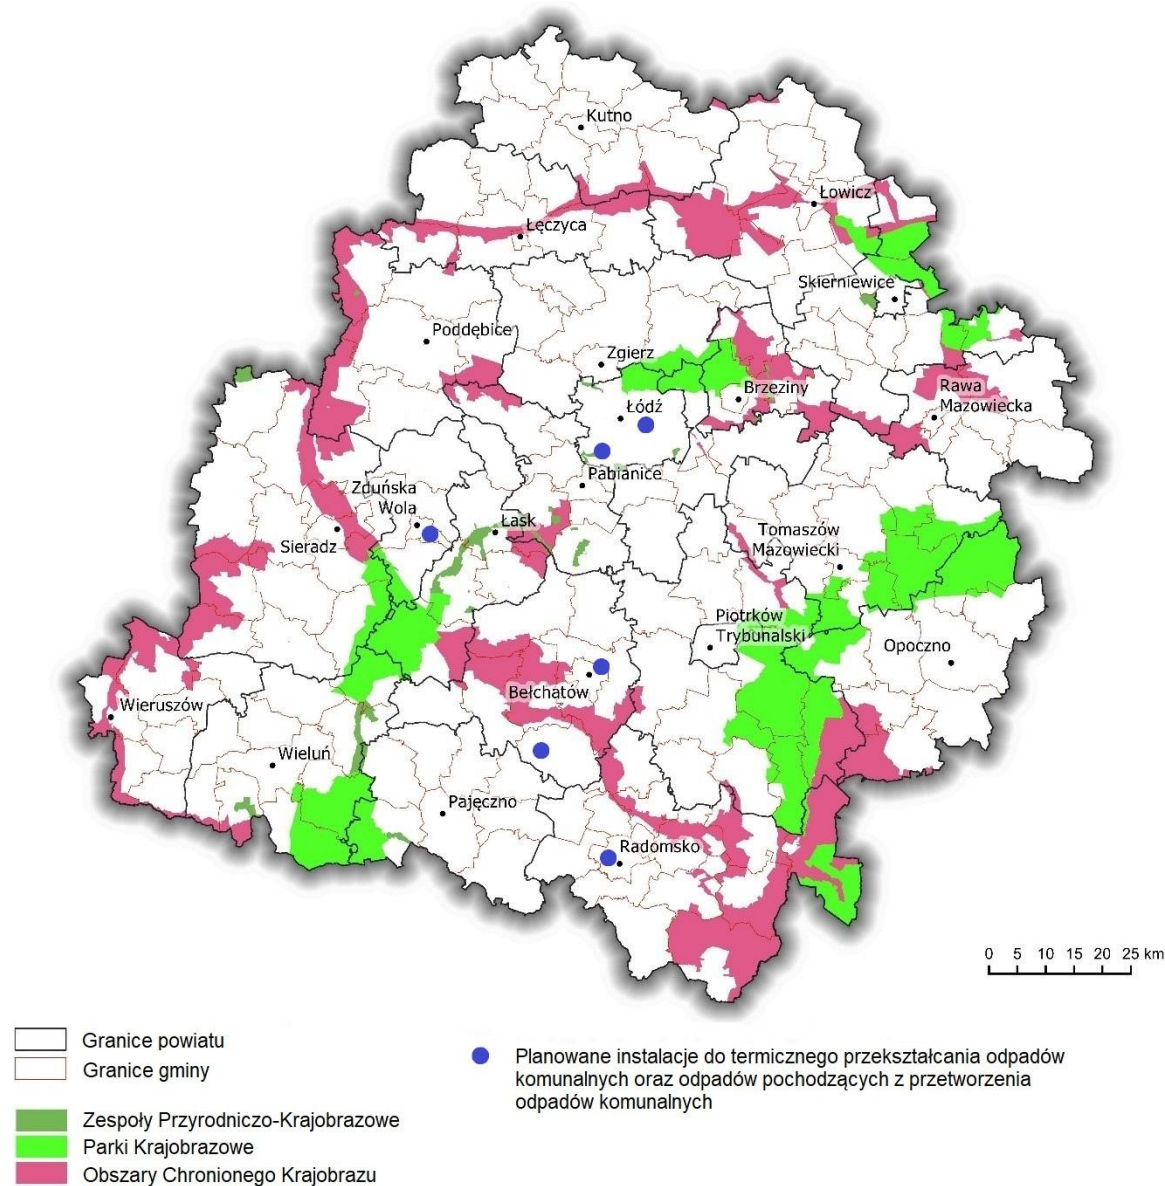 Kutno
Łowicz
Łęczyca
Skierniewice
Poddębice
Zgierz
Rawa
Mazowiecka
Brzeziny
Łódź
Pabianice
Zduńska
Wola
Łask
Sieradz
Tomaszów
Mazowiecki
Piotrków
Trybunalski
Opoczno
Bełchatów
Wieruszów
Wieluń
Pajęczno
Radomsko
0 5 10 15 20 25 km
Granice powiatu
Granice gminy
Zespoły Przyrodniczo-Krajobrazowe
Parki Krajobrazowe
Obszary Chronionego Krajobrazu
Planowane instalacje do termicznego przekształcania odpadów
komunalnych oraz odpadów pochodzących z przetworzenia
odpadów komunalnych